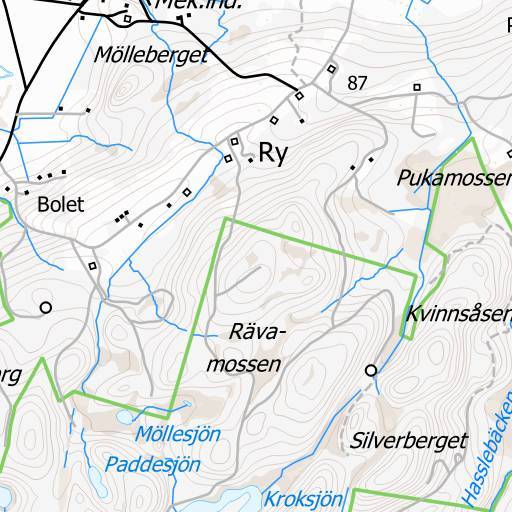 Mek.ind.
Mölleberget
87
Ry
Pukamossen
Bolet
Kvinnsåsen
Räva-
mossen
Möllesjön
Silverberget
Paddesjön
Hasslebäcken
Kroksjön